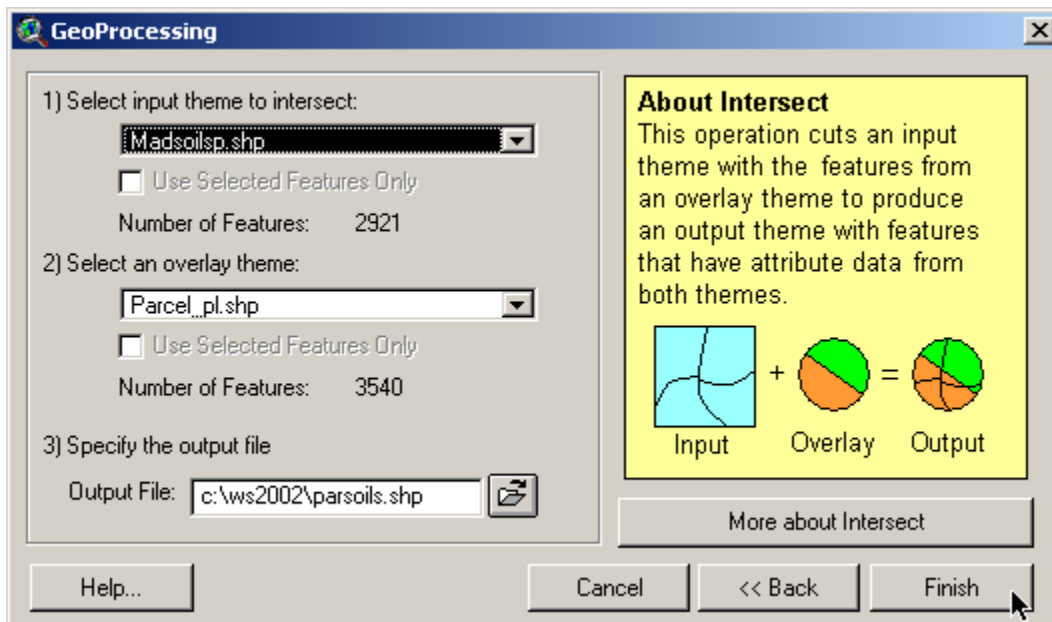 GeoProcessing
1) Select input theme to intersect:
Madsoilsp.shp
Use Selected Features Only
Number of Features: 2921
2) Select an overlay theme:
Parcel_pl.shp
Use Selected Features Only
Number of Features: 3540
3) Specify the output file
Output File: c:\ws2002\parsoils.shp
About Intersect
This operation cuts an input
theme with the features from
an overlay theme to produce
an output theme with features
that have attribute data from
both themes.
+ =
Input Overlay Output
More about Intersect
Help... Cancel << Back Finish